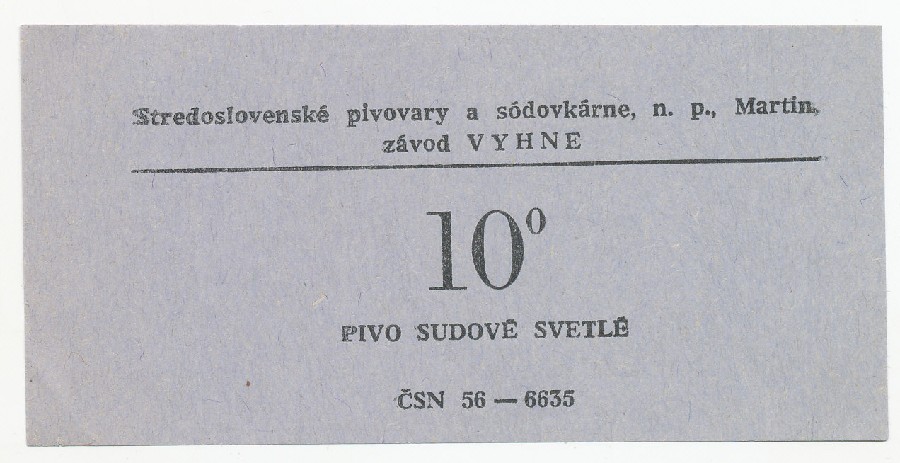 Stredoslovenské pivovary a sódovkárne, n. p., Martin,
závod VYHNE
10°
PIVO SUDOVÉ SVETLÉ
ČSN 56 — 6635